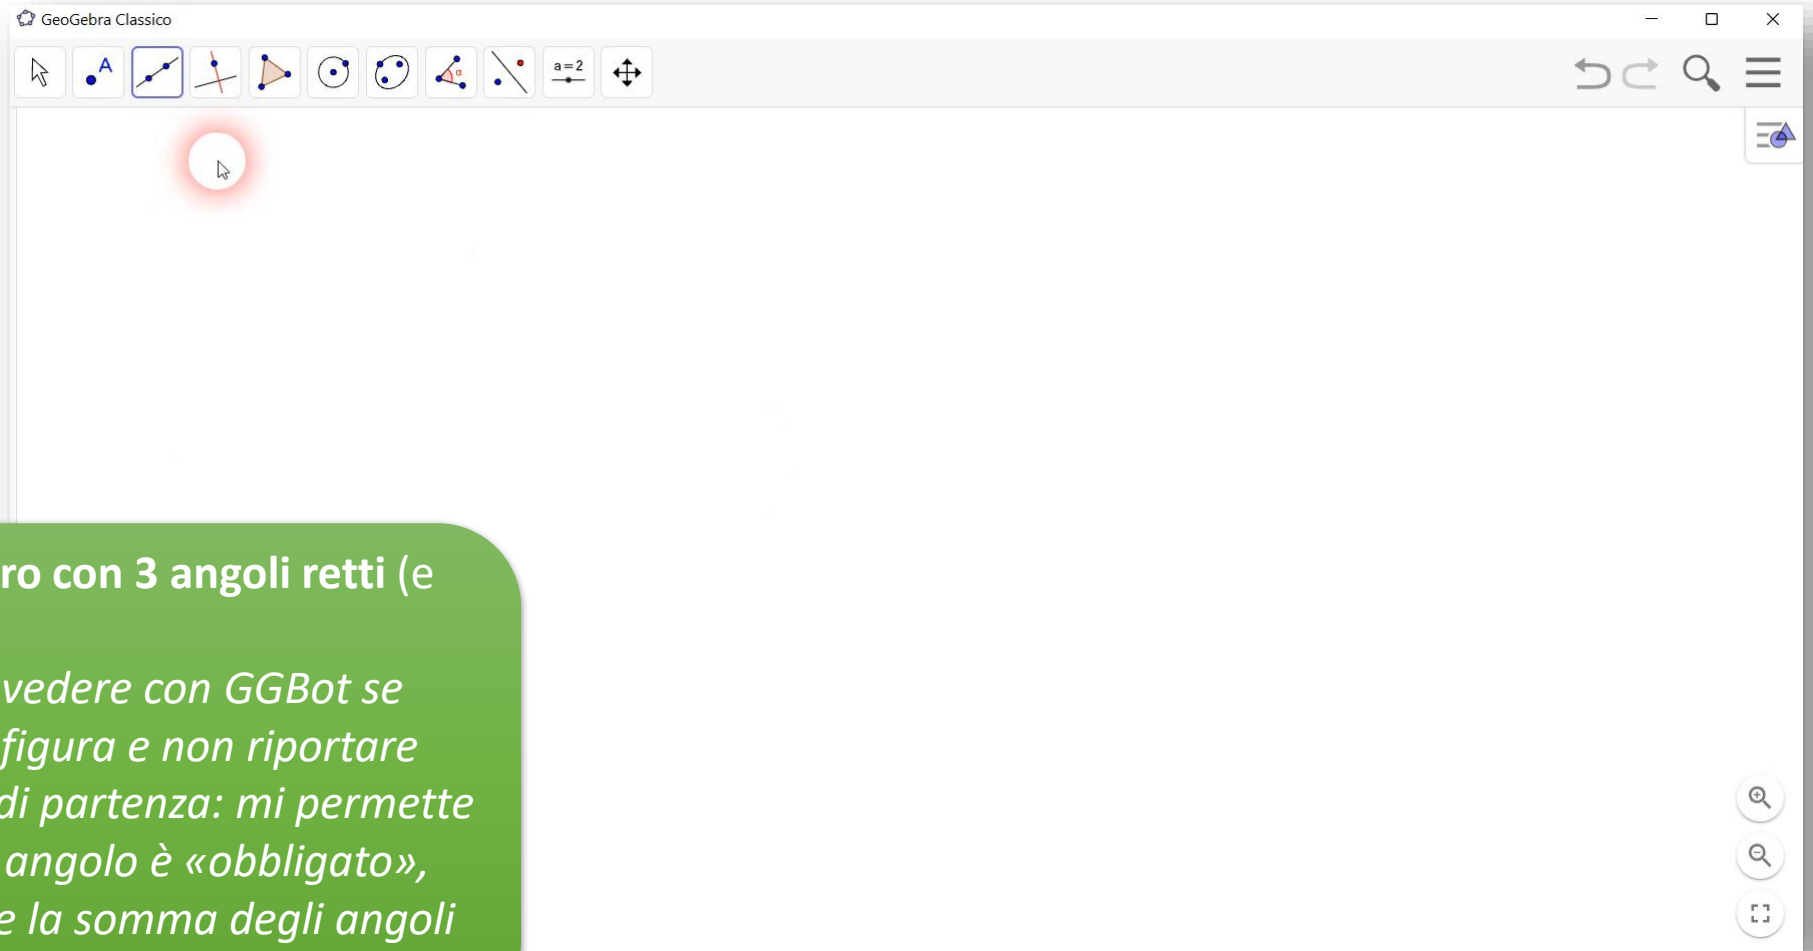 GeoGebra Classico
A
α
a=2
ro con 3 angoli retti (e
vedere con GGBot se
figura e non riportare
di partenza: mi permette
angolo è «obbligato»,
e la somma degli angoli